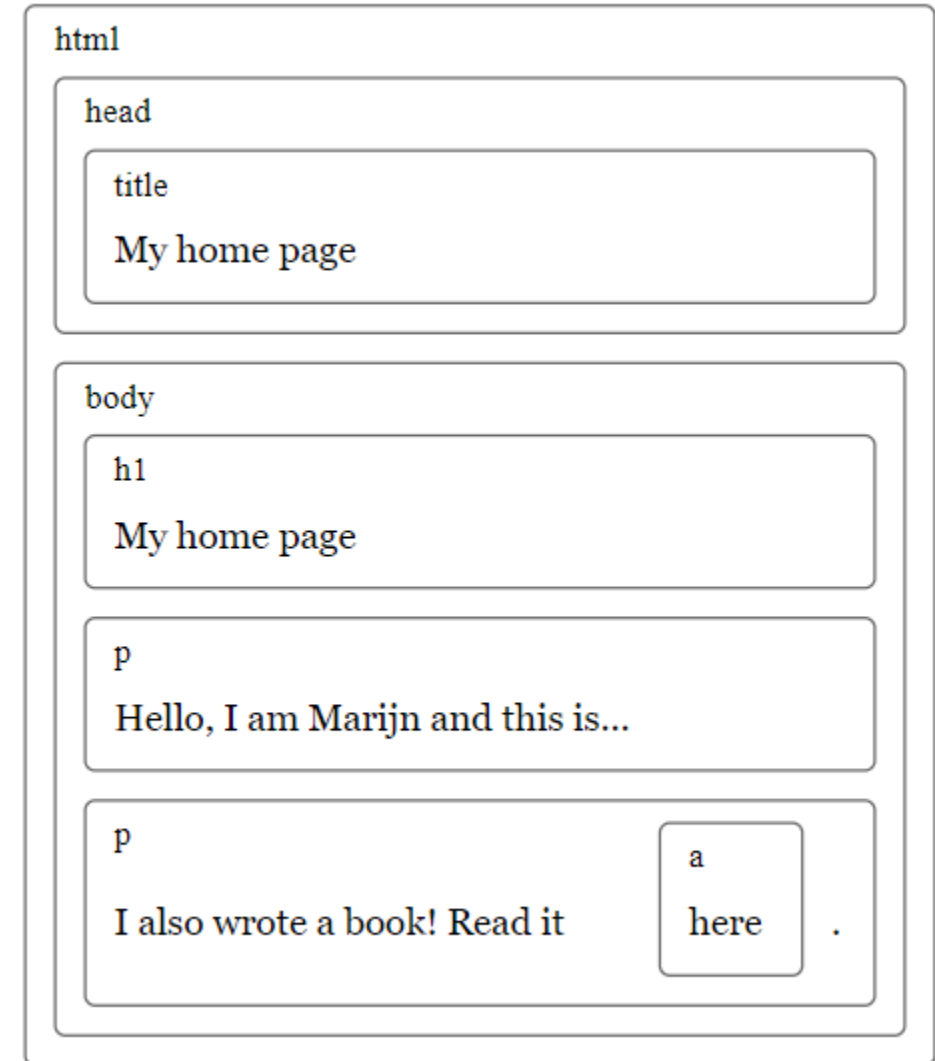 html
head
title
My home page
body
h1
My home page
p
Hello, I am Marijn and this is...
p
a
I also wrote a book! Read it here .